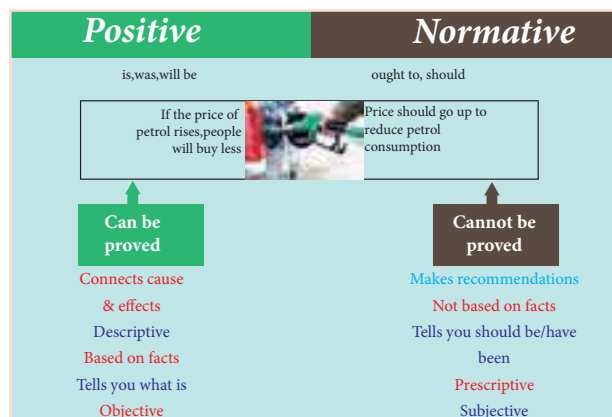 Positive
Normative
is,was,will be
ought to, should
If the price of
petrol rises,people
will buy less
Price should go up to
reduce petrol
consumption
Can be
proved
Cannot be
proved
Connects cause
& effects
Descriptive
Based on facts
Tells you what is
Objective
Makes recommendations
Not based on facts
Tells you should be/have
been
Prescriptive
Subjective